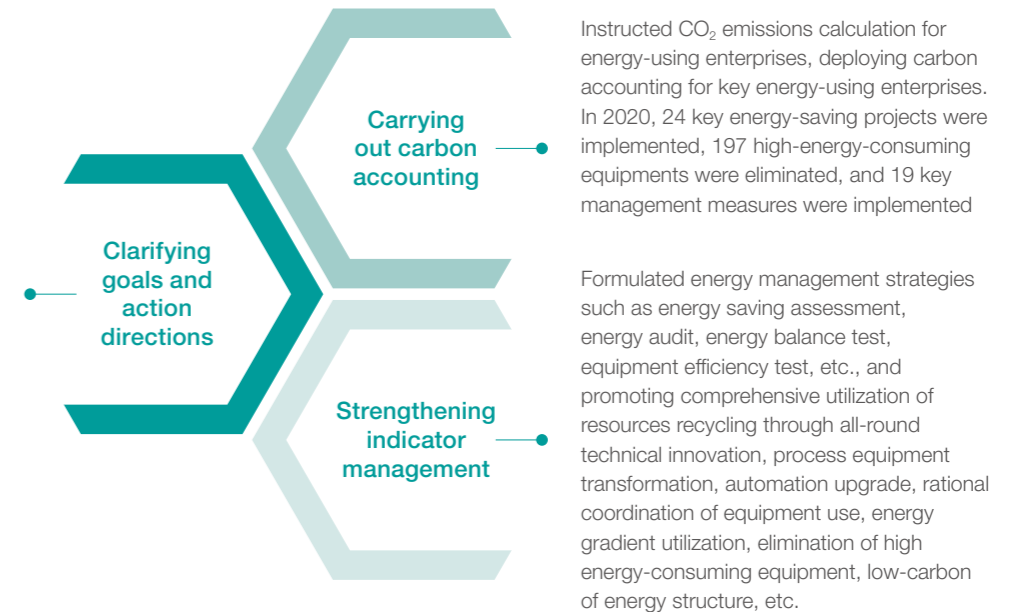 Clarifying
goals and
action
directions
Carrying
out carbon
accounting
Instructed CO₂ emissions calculation for
energy-using enterprises, deploying carbon
accounting for key energy-using enterprises.
In 2020, 24 key energy-saving projects were
implemented, 197 high-energy-consuming
equipments were eliminated, and 19 key
management measures were implemented
Strengthening
indicator
management
Formulated energy management strategies
such as energy saving assessment,
energy audit, energy balance test,
equipment efficiency test, etc., and
promoting comprehensive utilization of
resources recycling through all-round
technical innovation, process equipment
transformation, automation upgrade, rational
coordination of equipment use, energy
gradient utilization, elimination of high
energy-consuming equipment, low-carbon
of energy structure, etc.